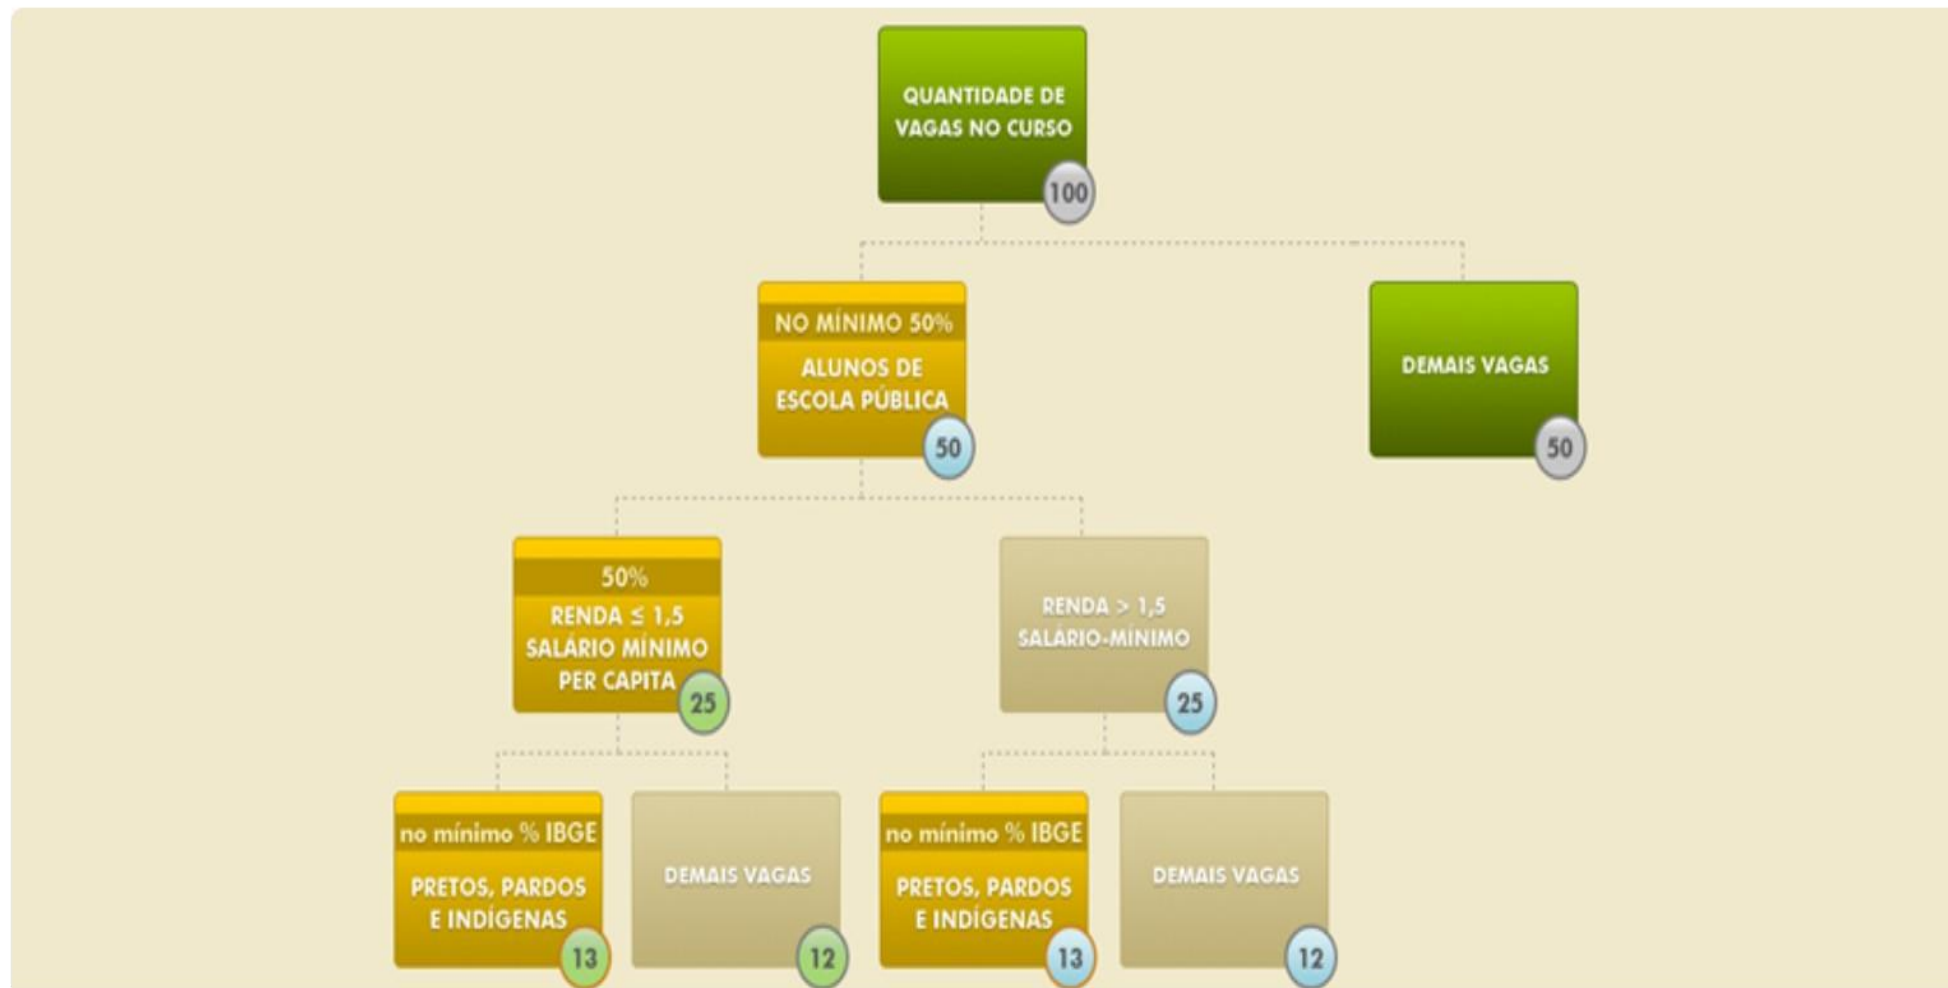 QUANTIDADE DE
VAGAS NO CURSO
100
NO MÍNIMO 50%
ALUNOS DE
ESCOLA PÚBLICA
50
DEMAIS VAGAS
50
50%
RENDA ≤ 1,5
SALÁRIO MÍNIMO
PER CAPITA
25
RENDA > 1,5
SALÁRIO-MÍNIMO
25
no mínimo % IBGE
PRETOS, PARDOS
E INDÍGENAS
13
DEMAIS VAGAS
12
no mínimo % IBGE
PRETOS, PARDOS
E INDÍGENAS
13
DEMAIS VAGAS
12